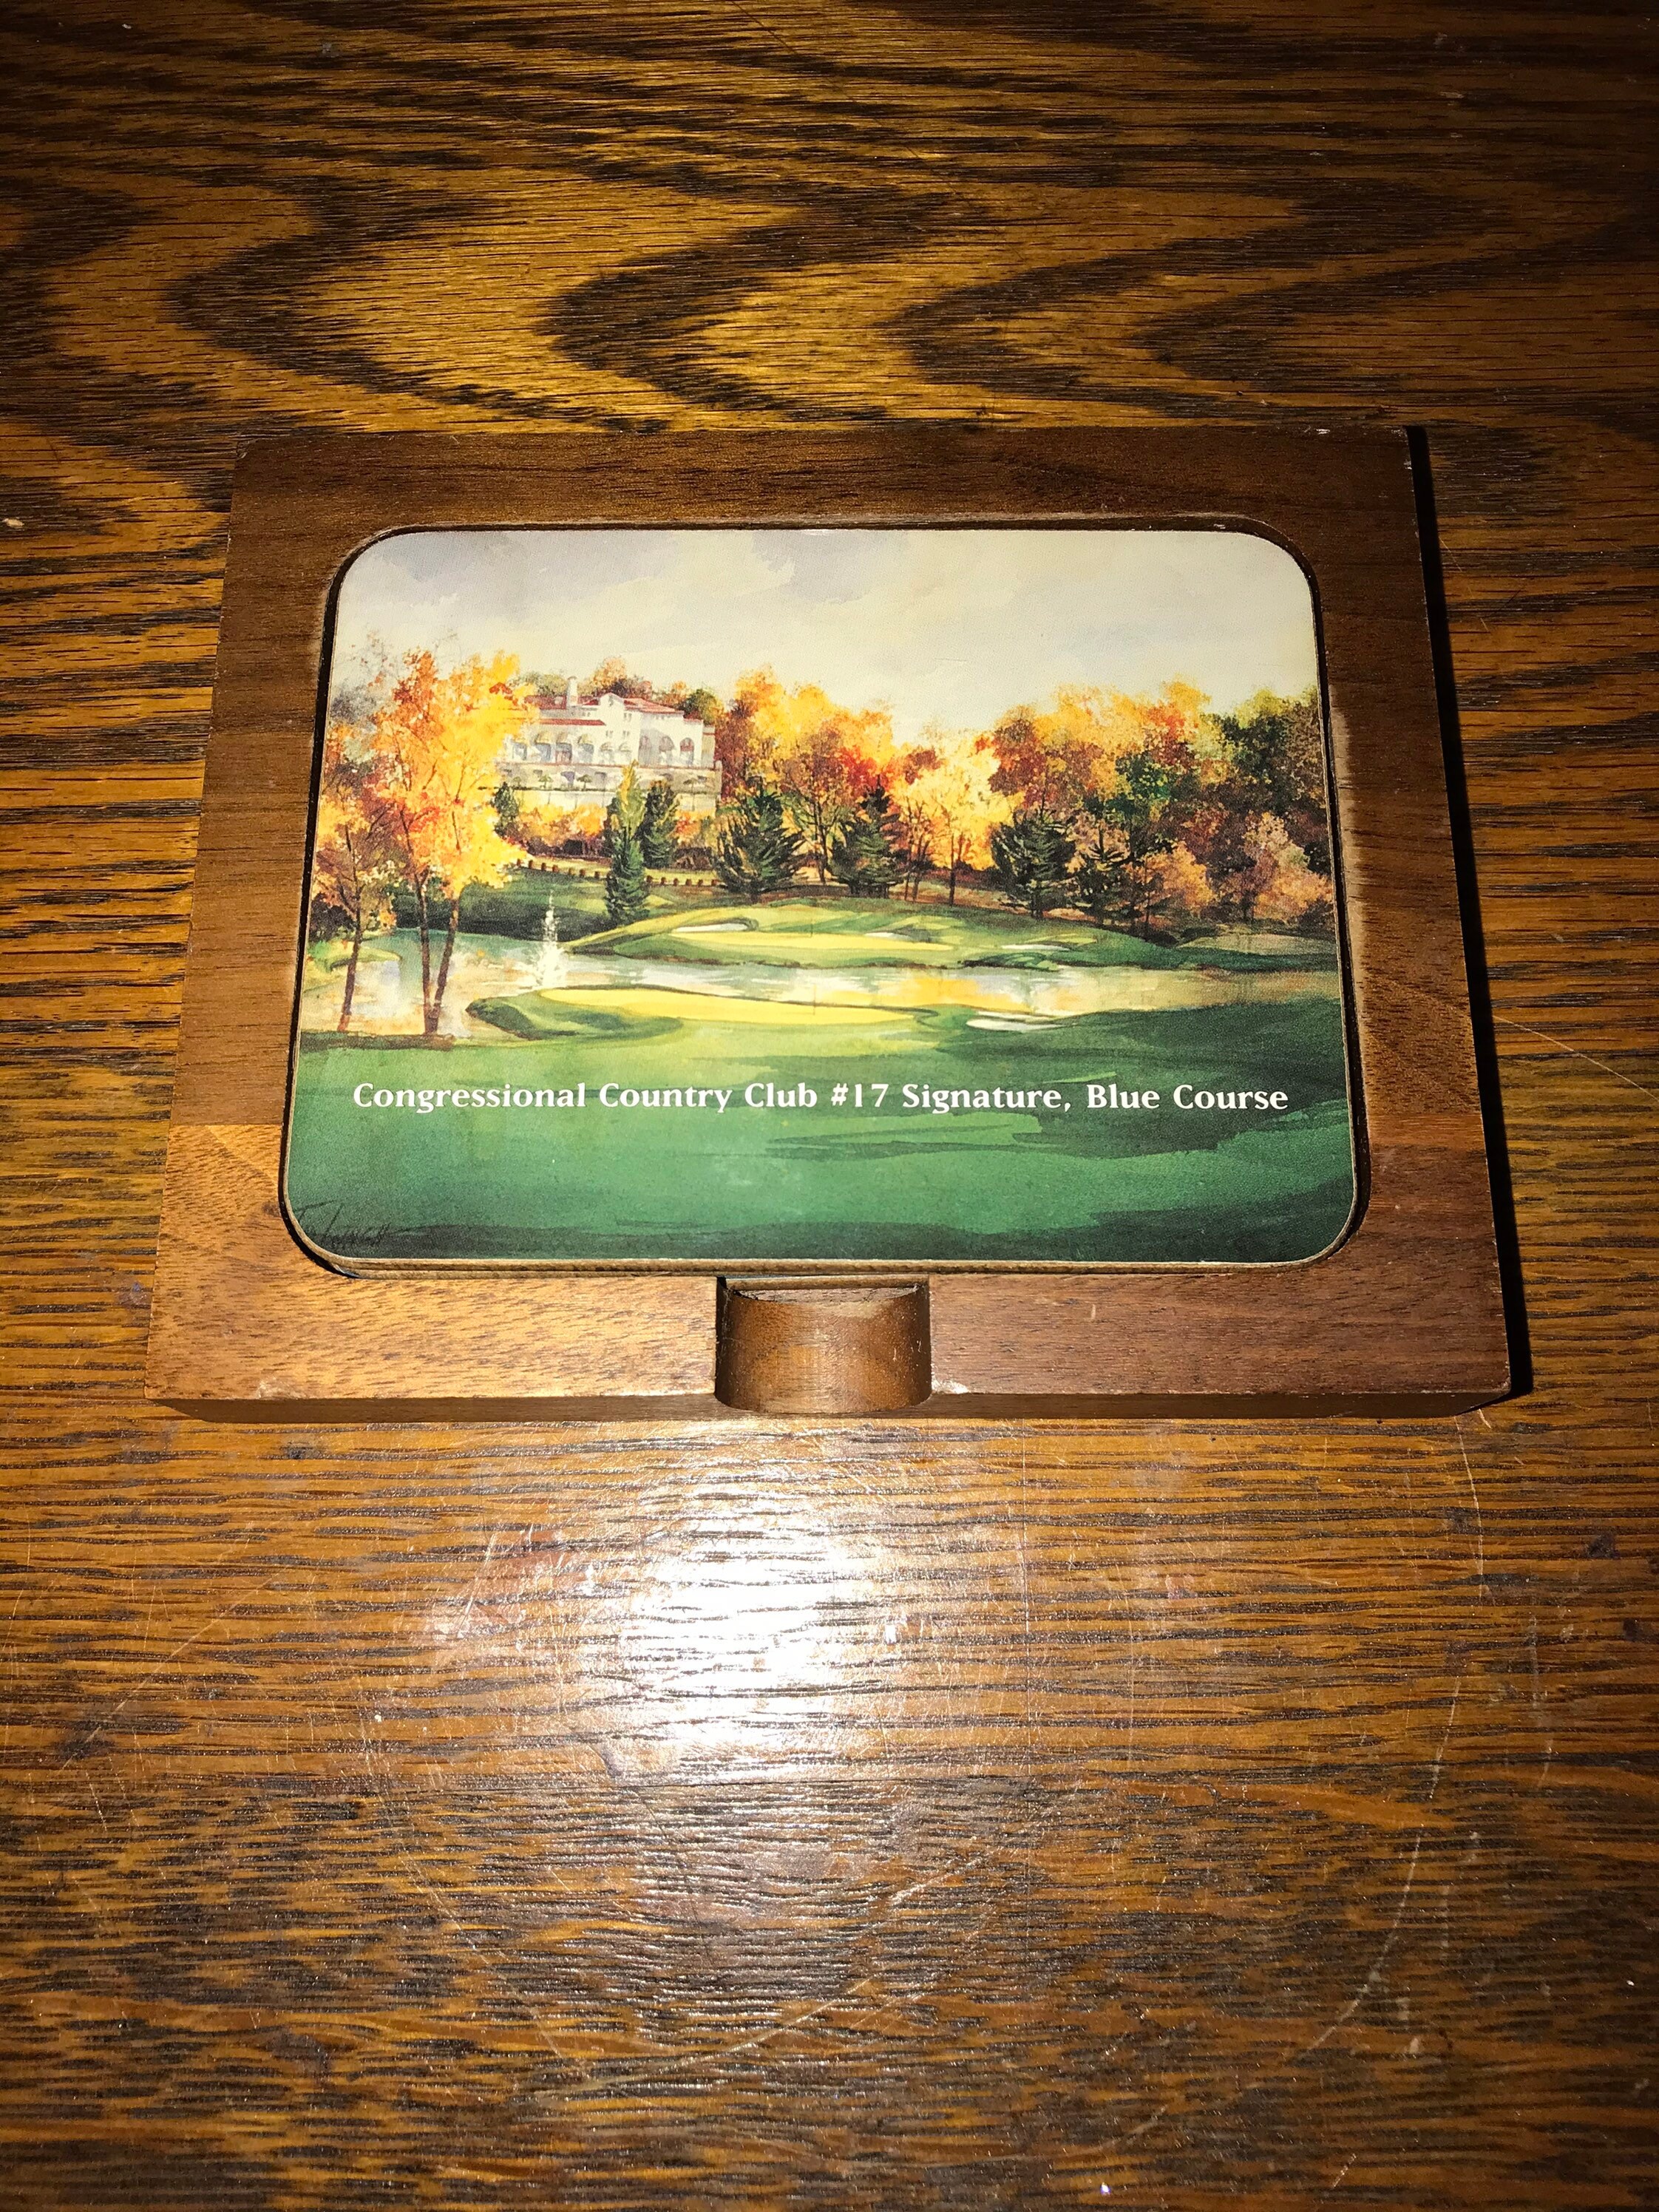 Congressional Country Club #17 Signature, Blue Course